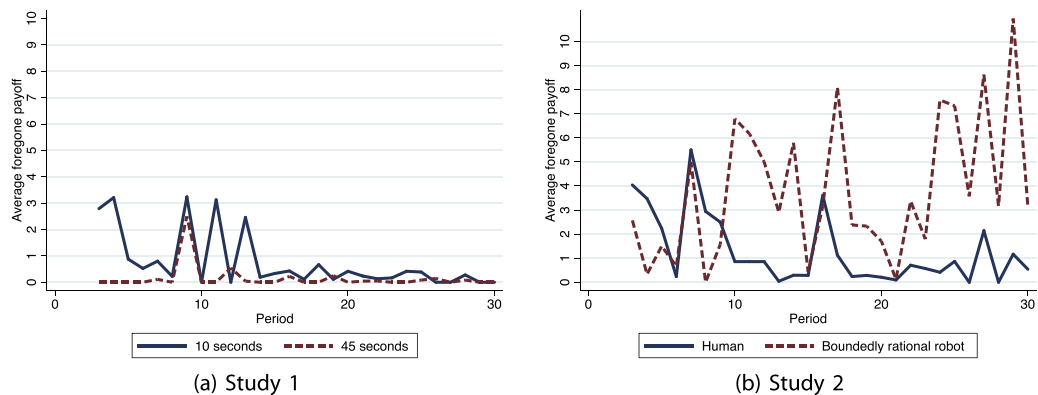 Average foregone payoff
10
9
8
7
6
5
4
3
2
1
0
0 10 20 30
Period
10 seconds 45 seconds
(a) Study 1
Average foregone payoff
10
9
8
7
6
5
4
3
2
1
0
0 10 20 30
Period
Human Boundedly rational robot
(b) Study 2